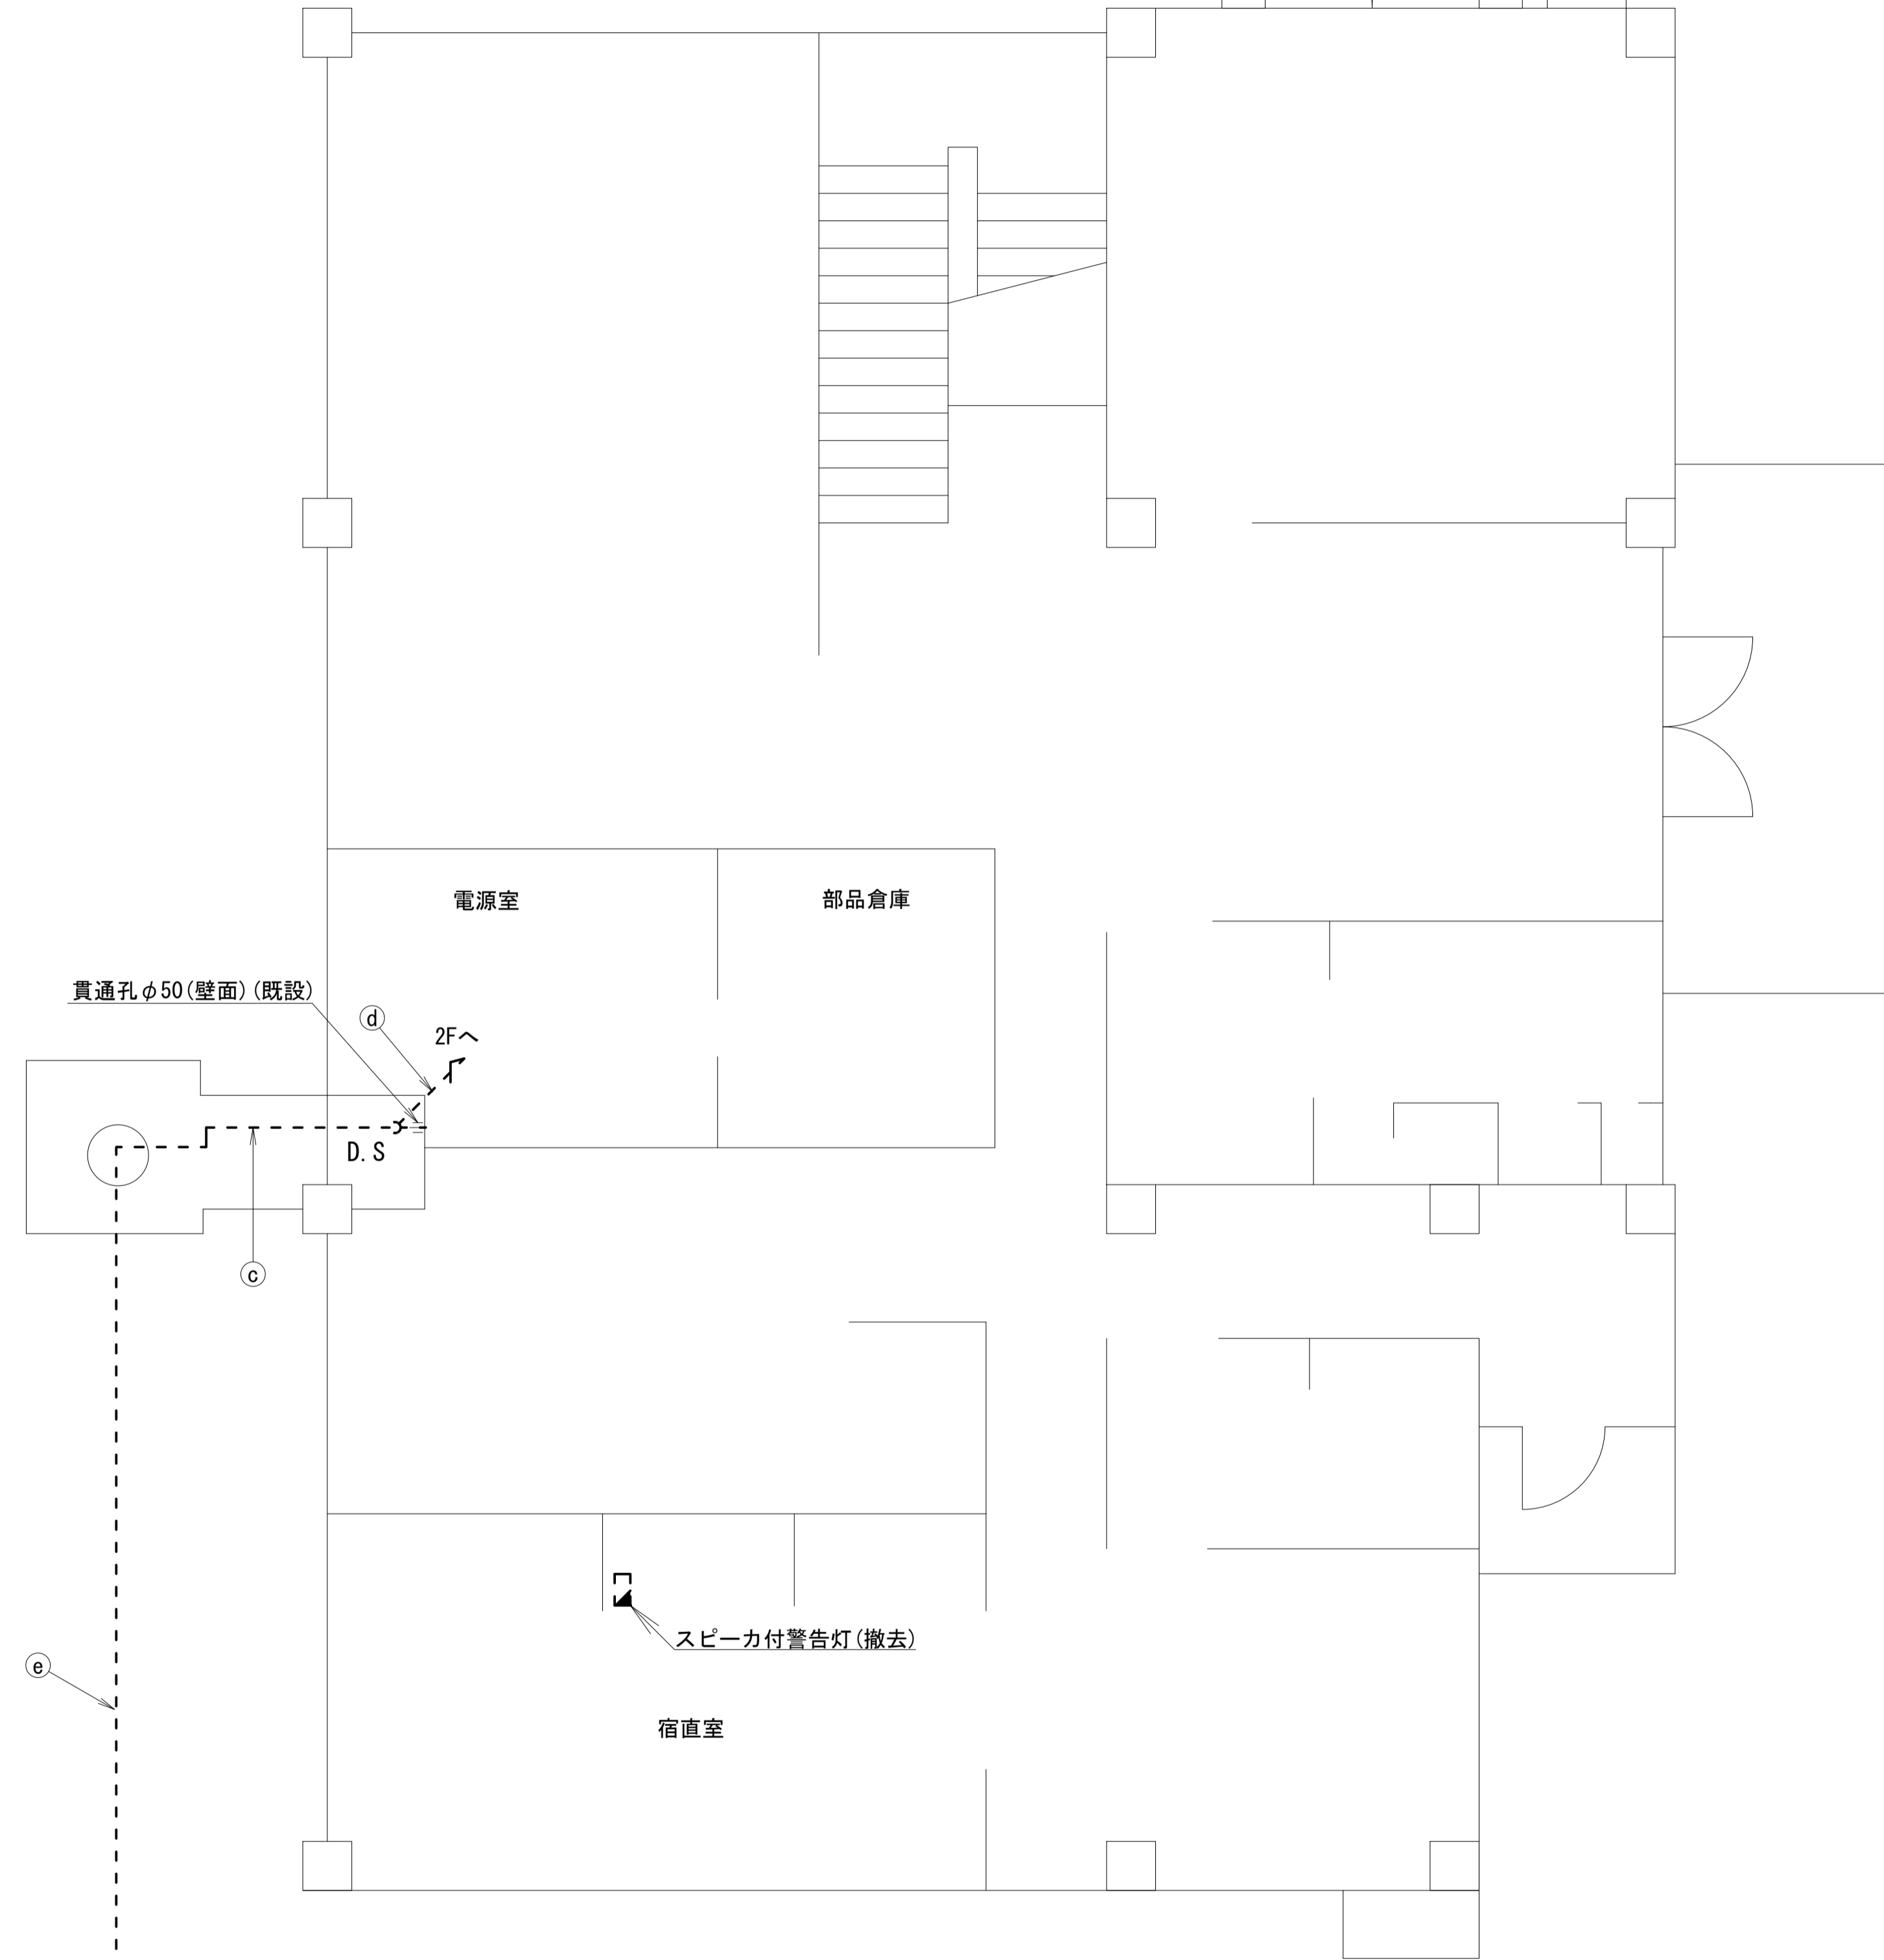 電源室
部品倉庫
貫通孔φ50(壁面)(既設)
d
2Fへ
D.S
c
スピーカ付警告灯(撤去)
e
宿直室